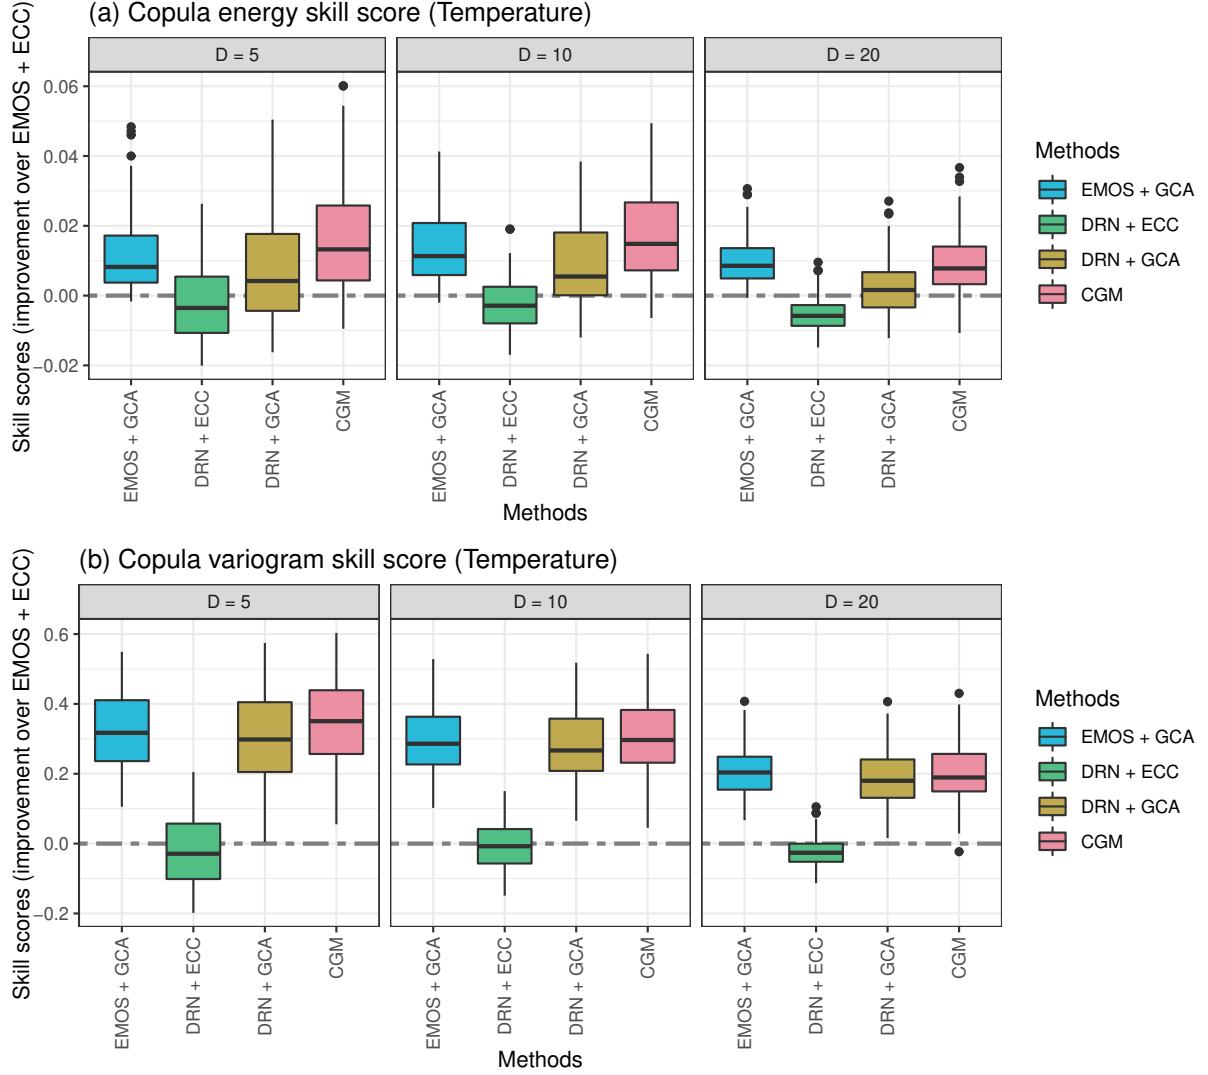 (a) Copula energy skill score (Temperature)
Skill scores (improvement over EMOS + ECC)
D = 5
D = 10
D = 20
0.06
0.04
0.02
0.00
−0.02
EMOS + GCA
DRN + ECC
DRN + GCA
CGM
EMOS + GCA
DRN + ECC
DRN + GCA
CGM
EMOS + GCA
DRN + ECC
DRN + GCA
CGM
Methods
Methods
EMOS + GCA
DRN + ECC
DRN + GCA
CGM
(b) Copula variogram skill score (Temperature)
Skill scores (improvement over EMOS + ECC)
D = 5
D = 10
D = 20
0.6
0.4
0.2
0.0
−0.2
EMOS + GCA
DRN + ECC
DRN + GCA
CGM
EMOS + GCA
DRN + ECC
DRN + GCA
CGM
EMOS + GCA
DRN + ECC
DRN + GCA
CGM
Methods
Methods
EMOS + GCA
DRN + ECC
DRN + GCA
CGM